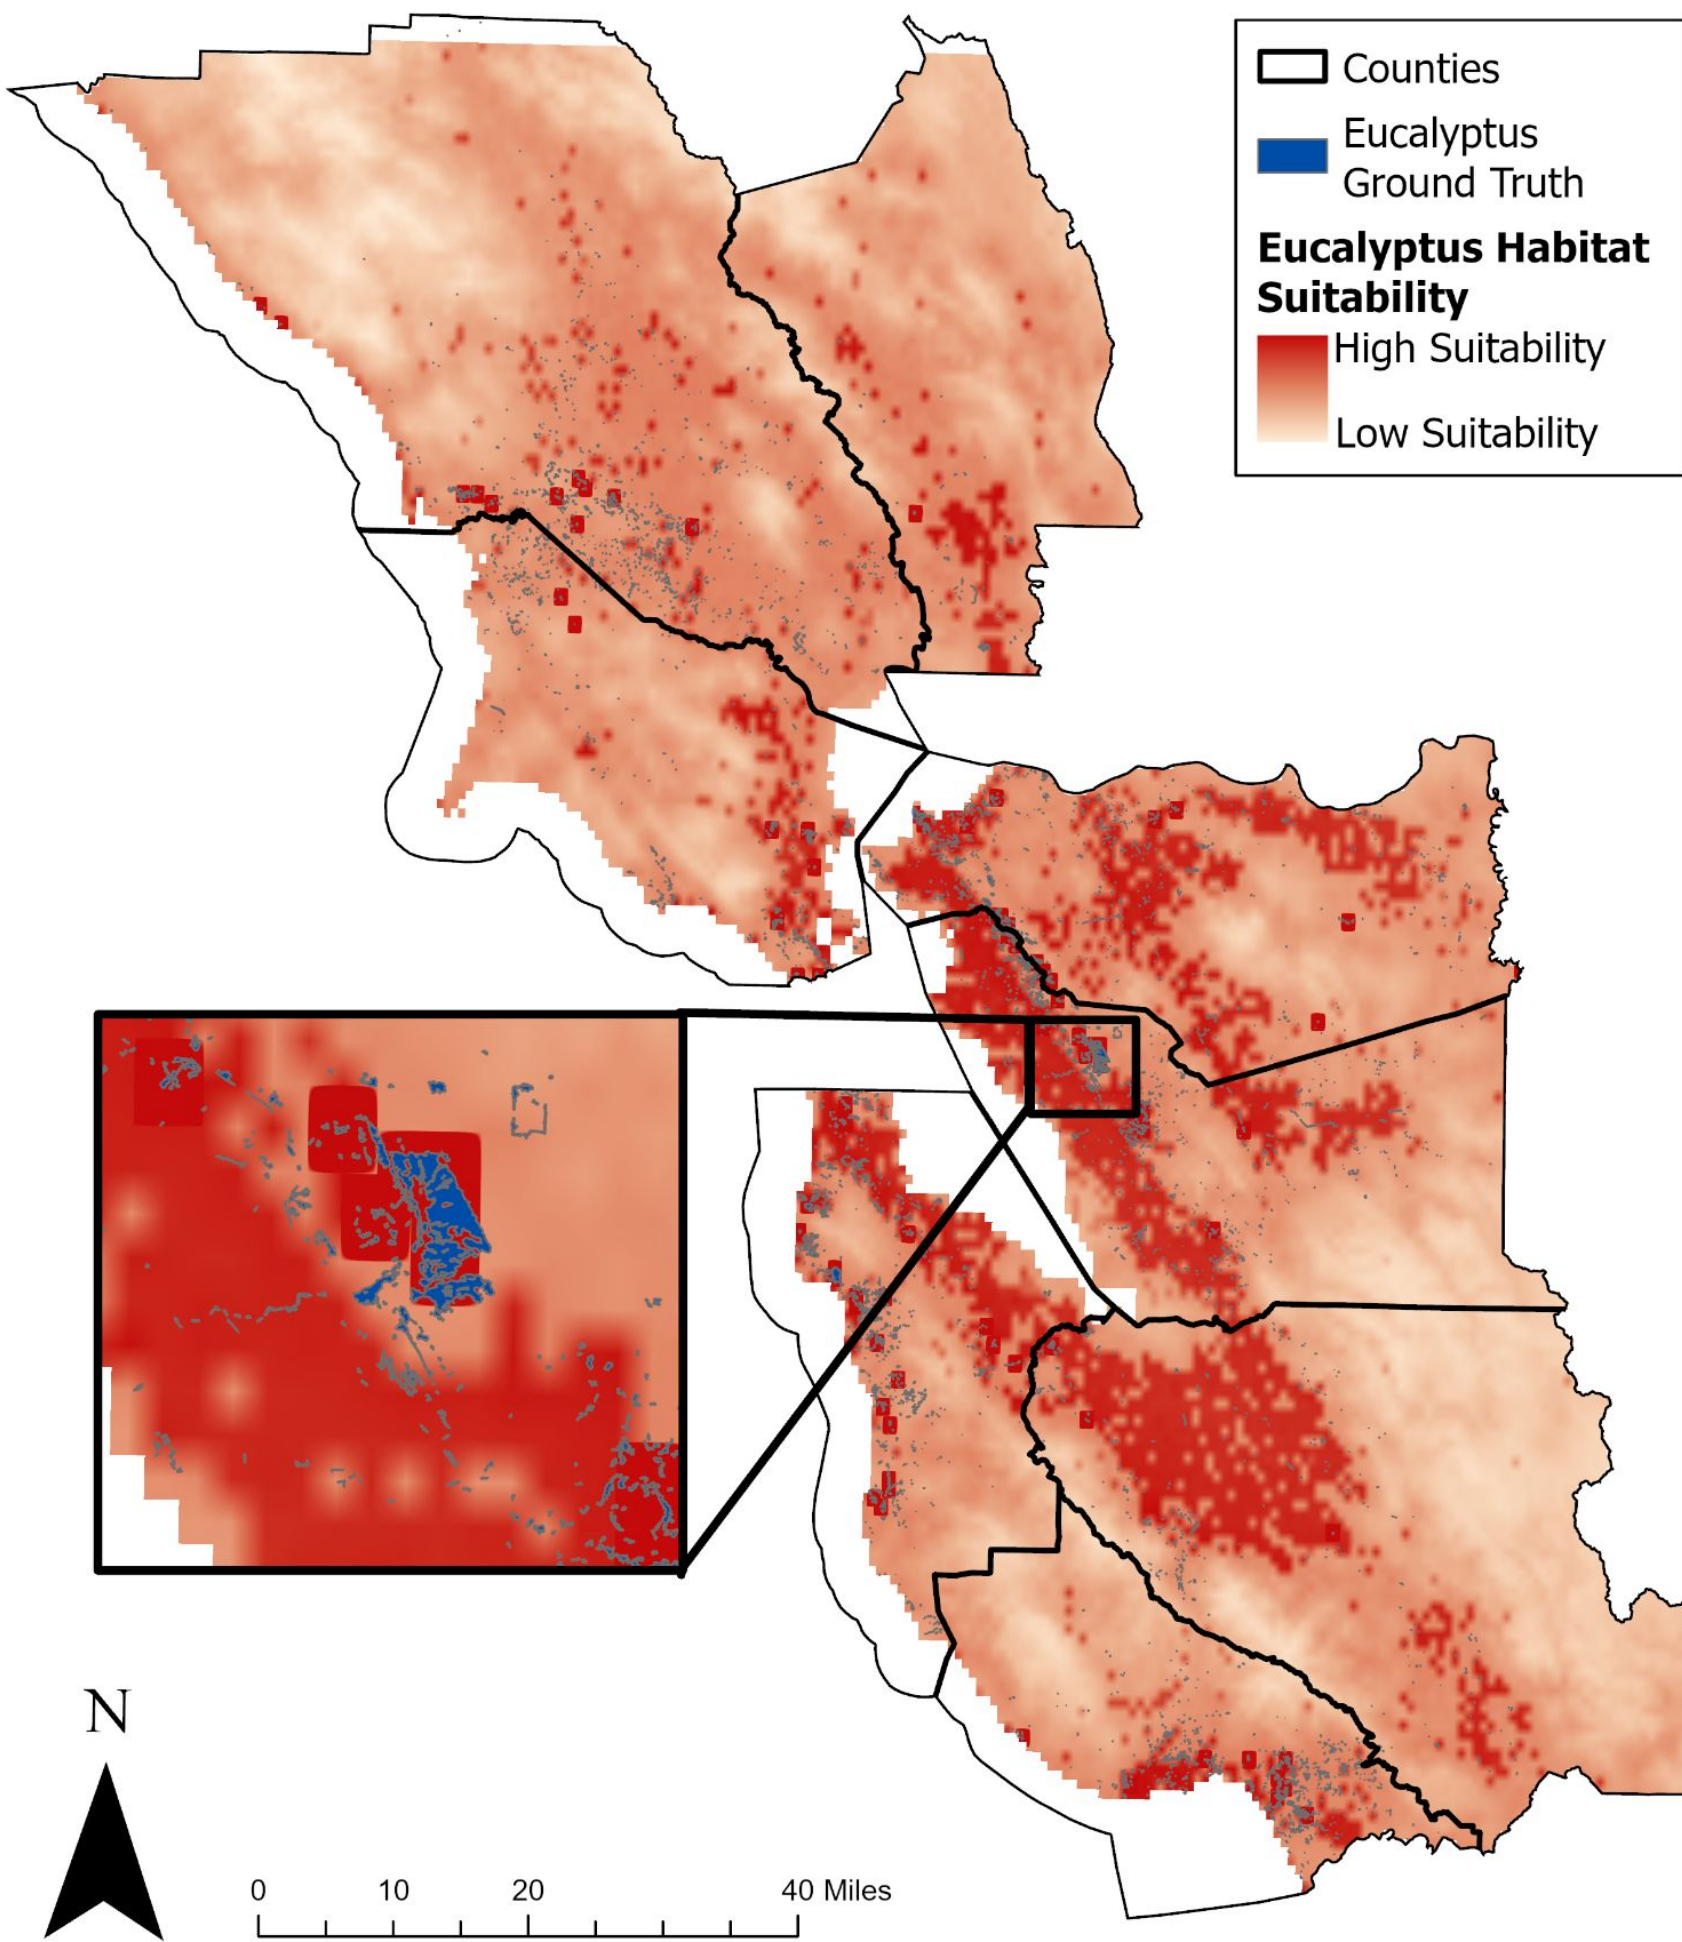 Counties
Eucalyptus
Ground Truth
Eucalyptus Habitat
Suitability
High Suitability
Low Suitability
N
0 10 20 40 Miles